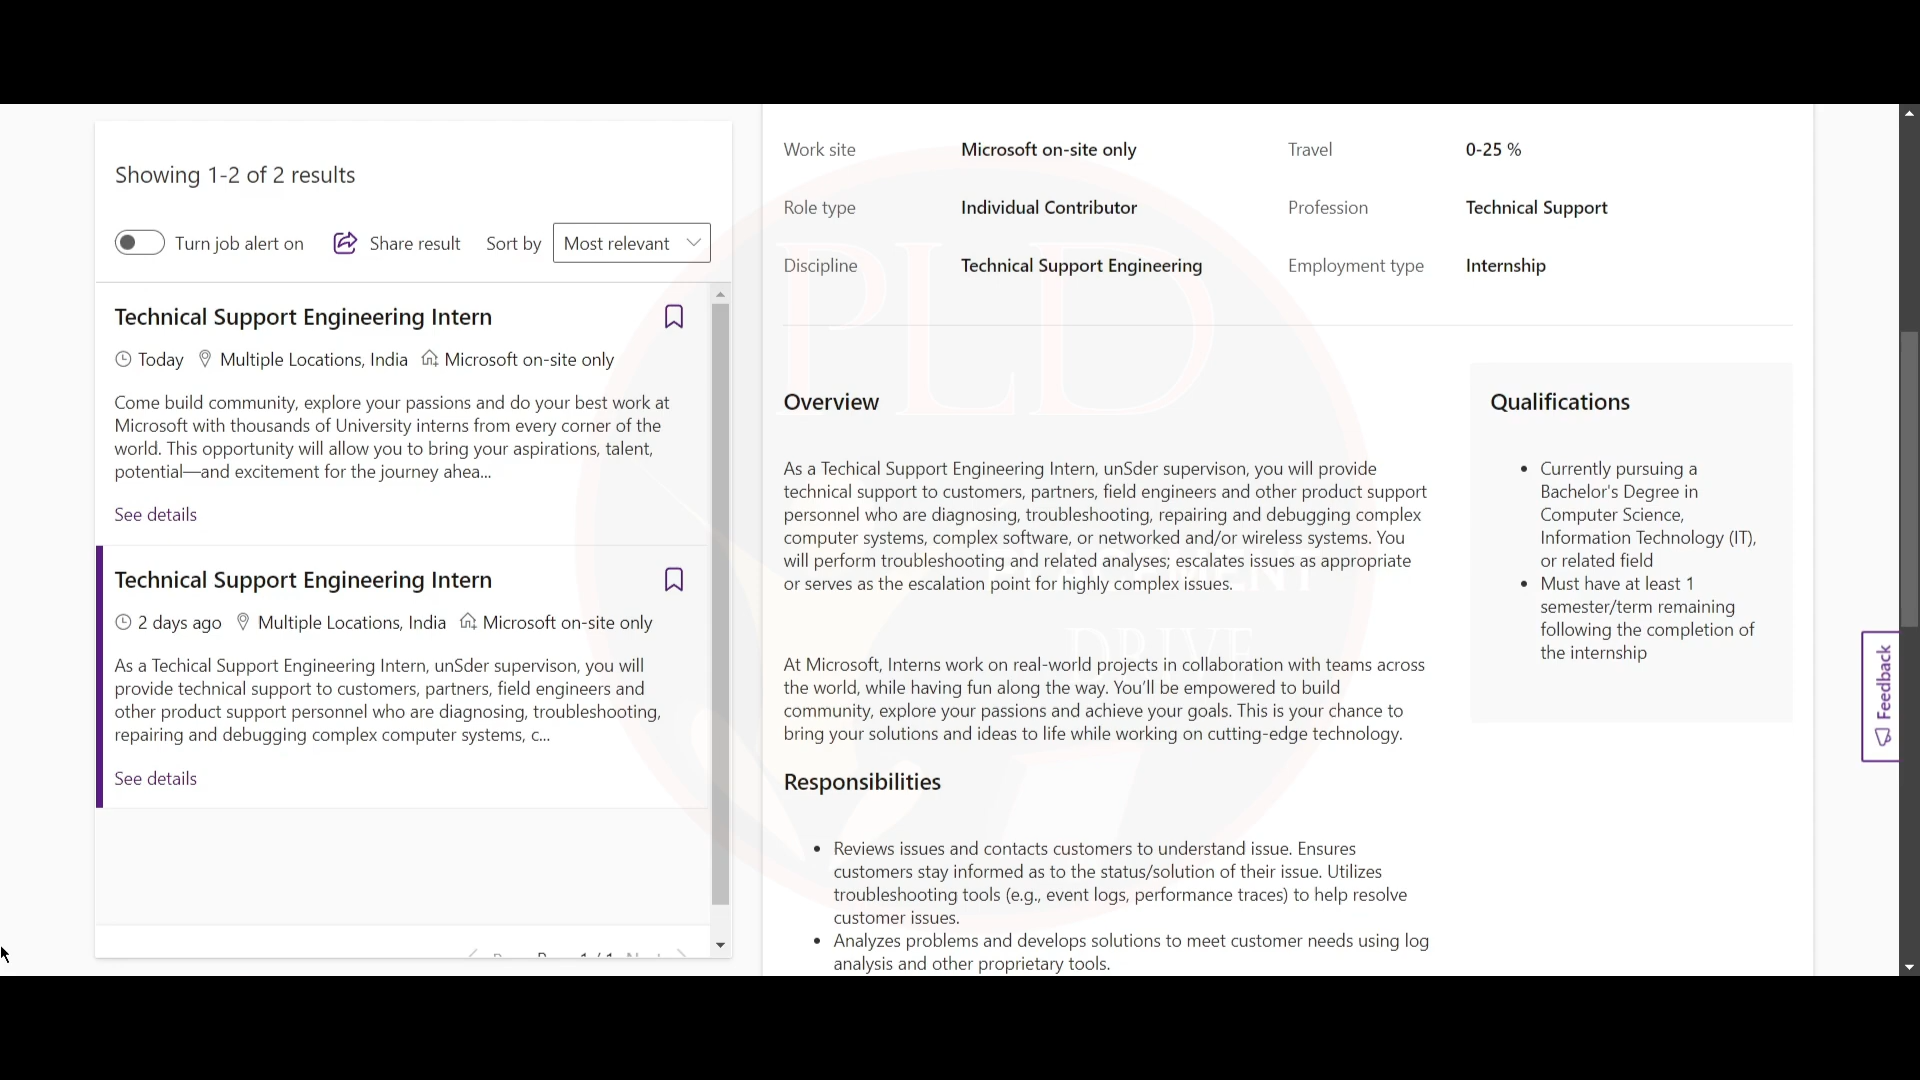 Showing 1-2 of 2 results
Turn job alert on
Share result
Sort by
Most relevant
Technical Support Engineering Intern
Today
Multiple Locations, India
Microsoft on-site only
Come build community, explore your passions and do your best work at
Microsoft with thousands of University interns from every corner of the
world. This opportunity will allow you to bring your aspirations, talent,
potential—and excitement for the journey ahea...
See details
Technical Support Engineering Intern
2 days ago
Multiple Locations, India
Microsoft on-site only
As a Techical Support Engineering Intern, unSder supervison, you will
provide technical support to customers, partners, field engineers and
other product support personnel who are diagnosing, troubleshooting,
repairing and debugging complex computer systems, c...
See details
Work site
Microsoft on-site only
Travel
0-25 %
Role type
Individual Contributor
Profession
Technical Support
Discipline
Technical Support Engineering
Employment type
Internship
PLD
Overview
As a Techical Support Engineering Intern, unSder supervison, you will provide
technical support to customers, partners, field engineers and other product support
personnel who are diagnosing, troubleshooting, repairing and debugging complex
computer systems, complex software, or networked and/or wireless systems. You
will perform troubleshooting and related analyses; escalates issues as appropriate
or serves as the escalation point for highly complex issues.
DRIVE
At Microsoft, Interns work on real-world projects in collaboration with teams across
the world, while having fun along the way. You’ll be empowered to build
community, explore your passions and achieve your goals. This is your chance to
bring your solutions and ideas to life while working on cutting-edge technology.
Responsibilities
• Reviews issues and contacts customers to understand issue. Ensures
customers stay informed as to the status/solution of their issue. Utilizes
troubleshooting tools (e.g., event logs, performance traces) to help resolve
customer issues.
• Analyzes problems and develops solutions to meet customer needs using log
analysis and other proprietary tools.
Qualifications
• Currently pursuing a
Bachelor's Degree in
Computer Science,
Information Technology (IT),
or related field
• Must have at least 1
semester/term remaining
following the completion of
the internship
Feedback